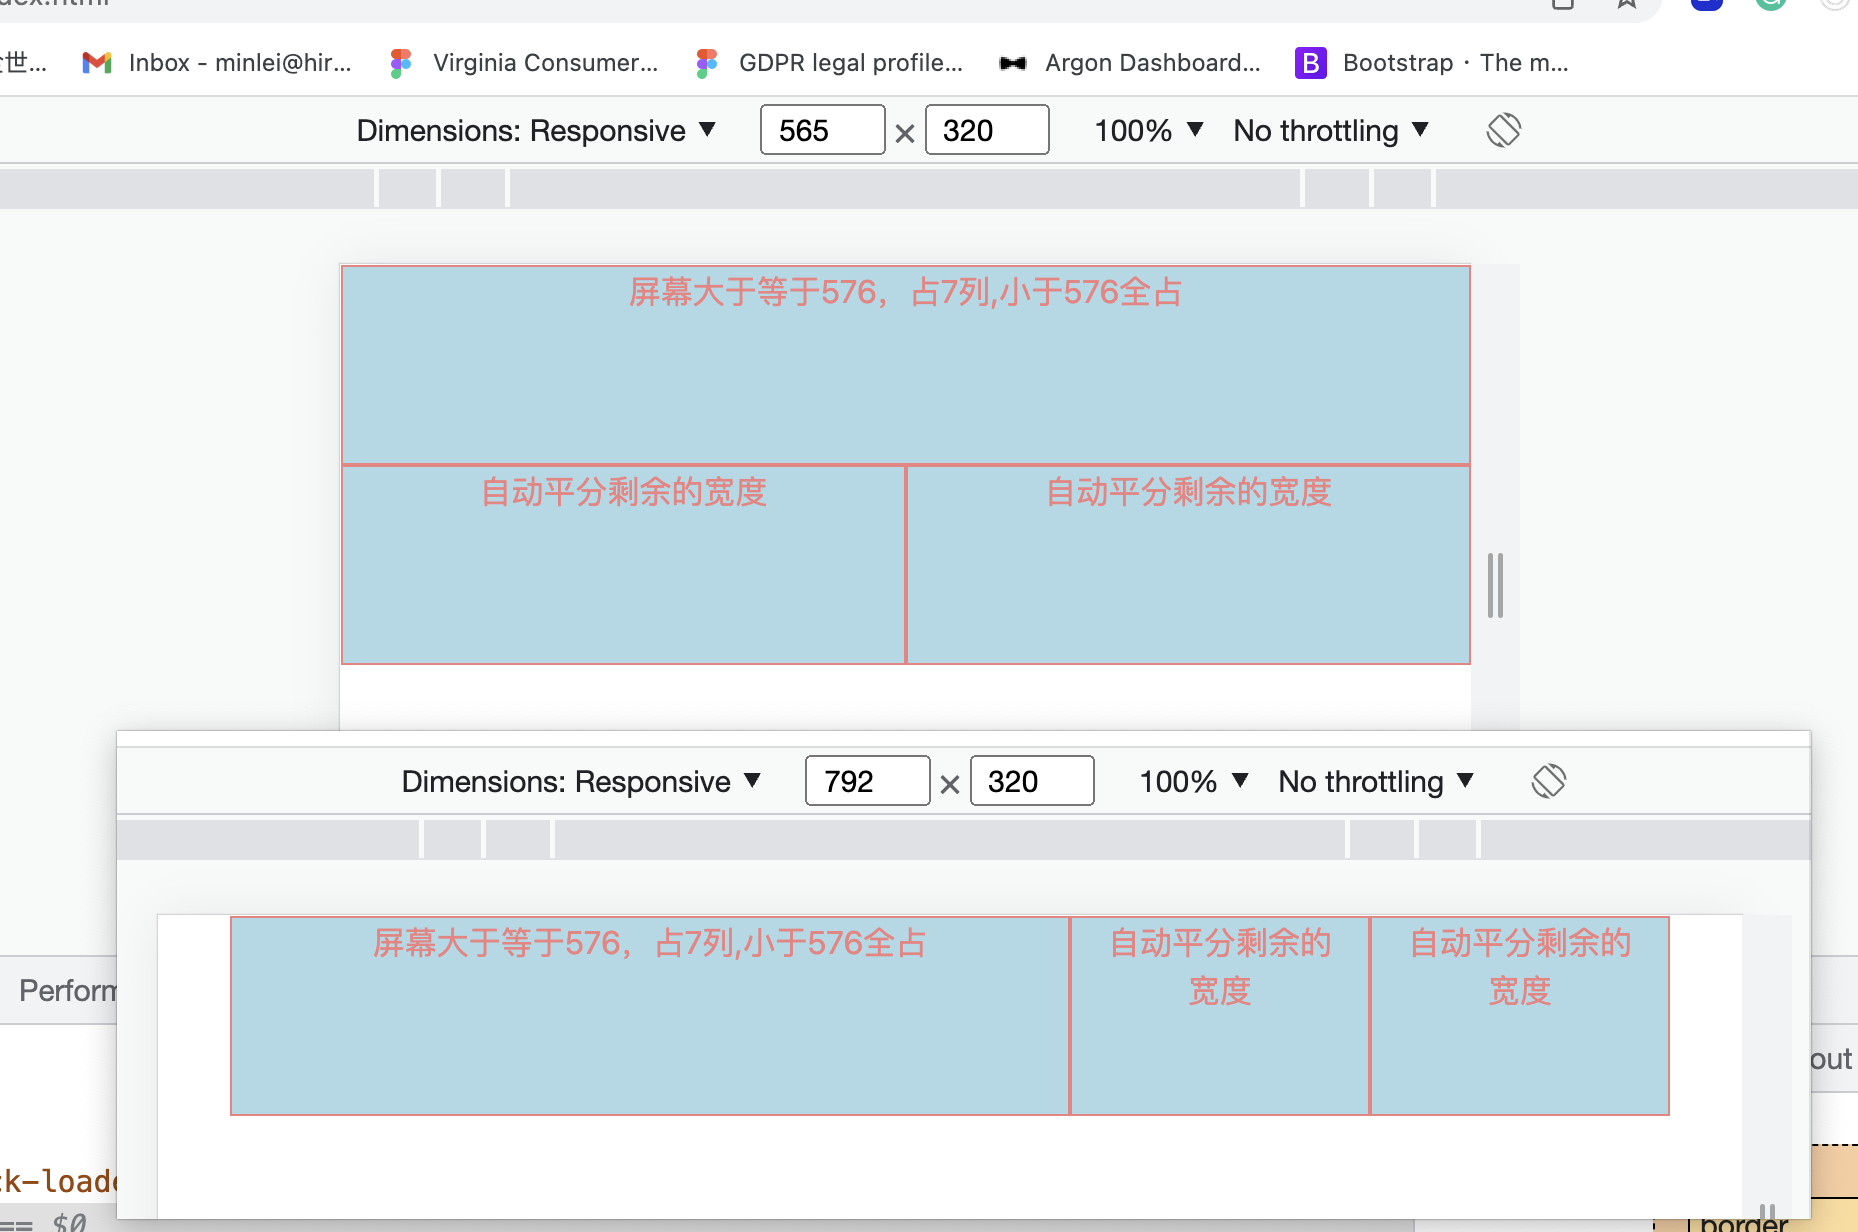 Inbox - minlei@hir...
Virginia Consumer...
GDPR legal profile...
Argon Dashboard...
B
Bootstrap · The m...
Dimensions: Responsive ▼ 565 × 320 100% ▼ No throttling ▼
屏幕大于等于576，占7列,小于576全占
自动平分剩余的宽度
自动平分剩余的宽度
Dimensions: Responsive ▼ 792 × 320 100% ▼ No throttling ▼
屏幕大于等于576，占7列,小于576全占
自动平分剩余的
宽度
自动平分剩余的
宽度
Perform
out
k-loade
== $0
border